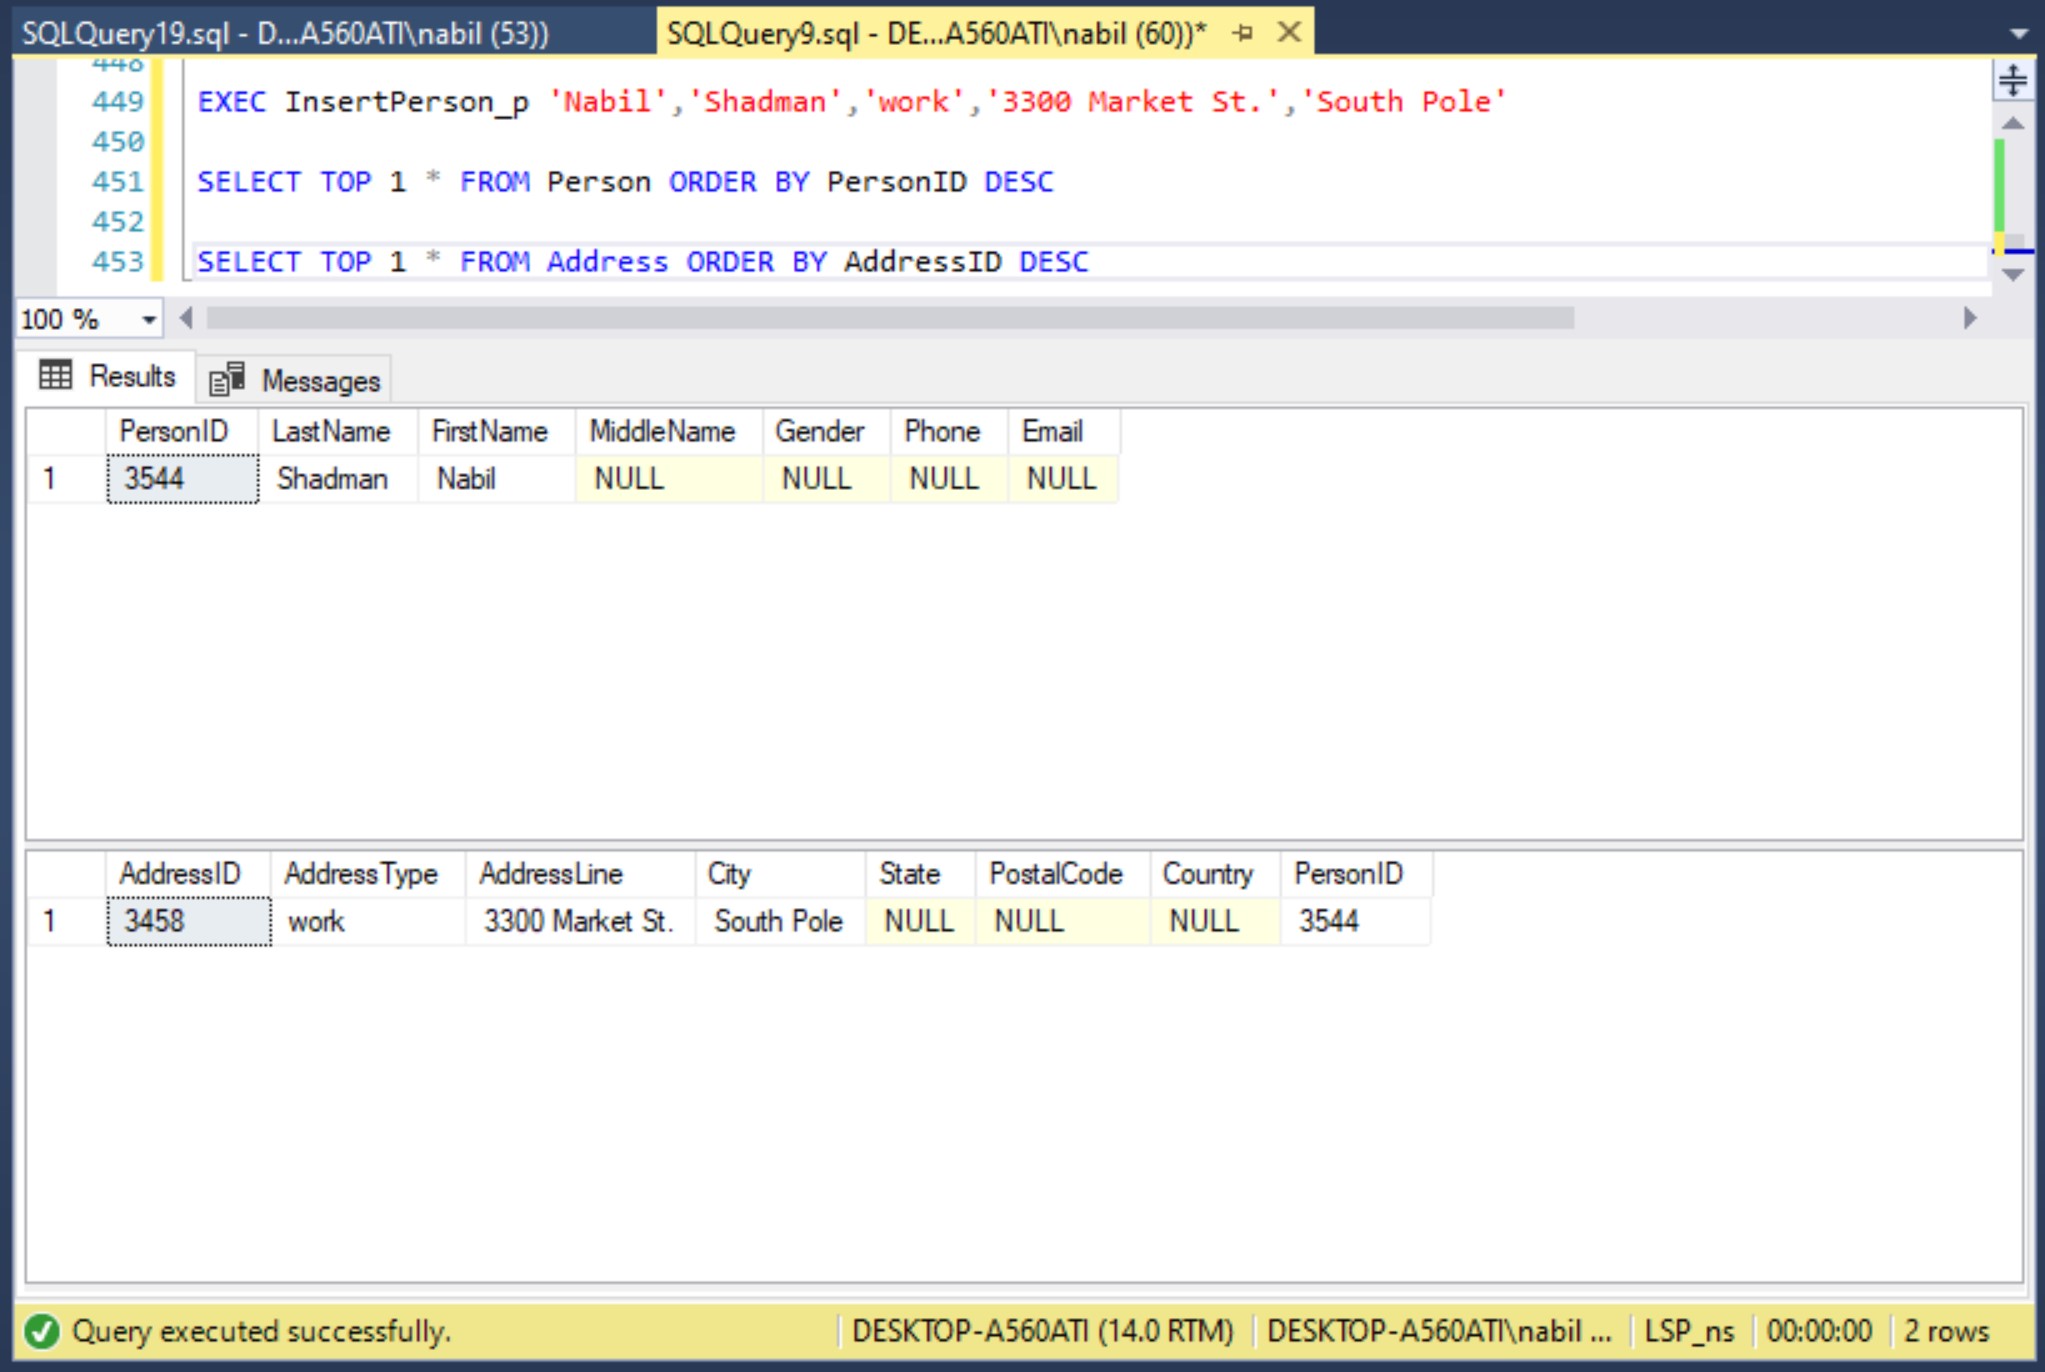 SQLQuery19.sql - D...A560ATI\nabil (53))
SQLQuery9.sql - DE...A560ATI\nabil (60))*
448
449 EXEC InsertPerson_p 'Nabil','Shadman','work','3300 Market St.','South Pole'
450
451 SELECT TOP 1 * FROM Person ORDER BY PersonID DESC
452
453 SELECT TOP 1 * FROM Address ORDER BY AddressID DESC
100 %
Results Messages
PersonID LastName FirstName MiddleName Gender Phone Email
1 3544 Shadman Nabil NULL NULL NULL NULL
AddressID AddressType AddressLine City State PostalCode Country PersonID
1 3458 work 3300 Market St. South Pole NULL NULL NULL 3544
Query executed successfully. DESKTOP-A560ATI (14.0 RTM) DESKTOP-A560ATI\nabil ... LSP_ns 00:00:00 2 rows